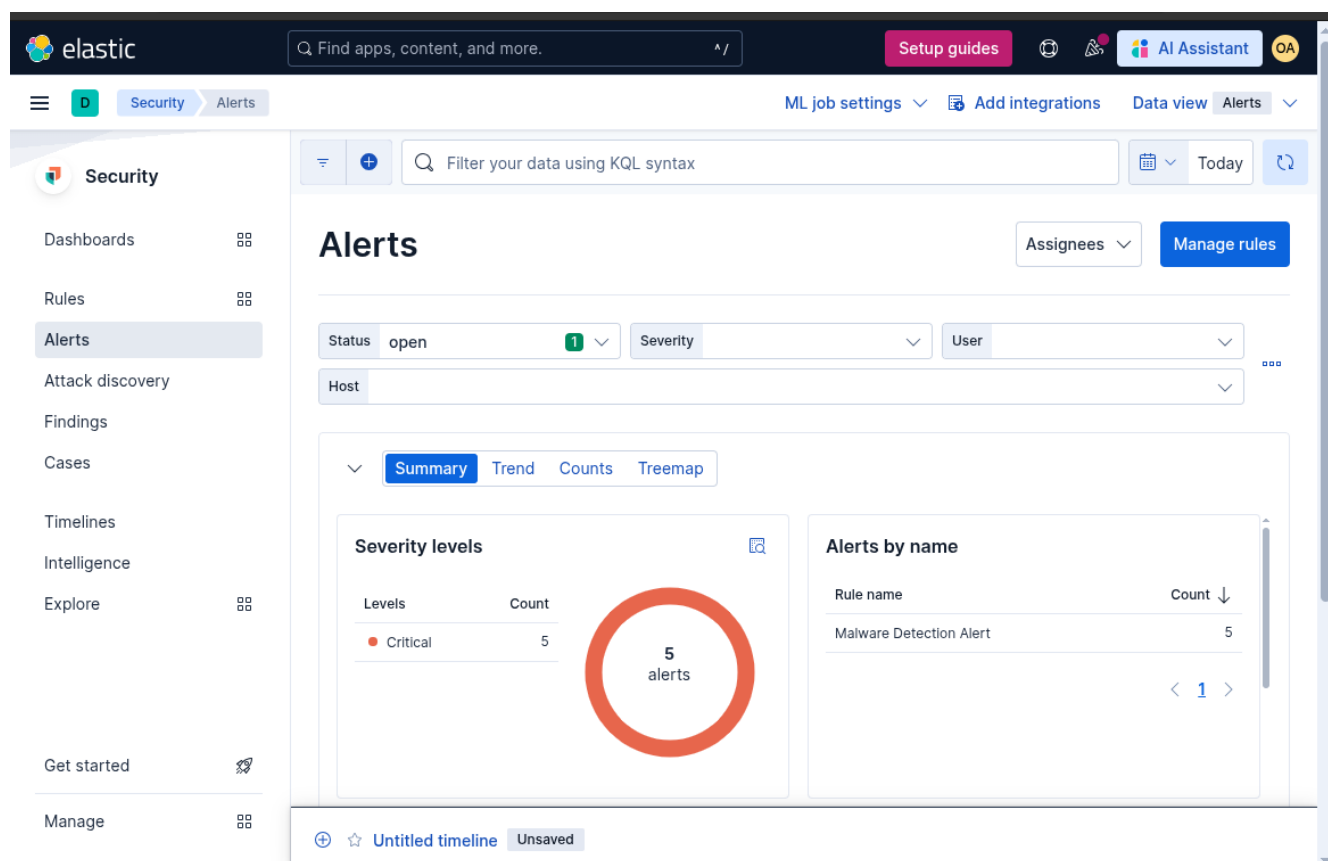 elastic
Find apps, content, and more.
^/
Setup guides
AI Assistant
OA
D
Security
Alerts
ML job settings
Add integrations
Data view
Alerts
Security
Dashboards
Rules
Alerts
Attack discovery
Findings
Cases
Timelines
Intelligence
Explore
Get started
Manage
Filter your data using KQL syntax
Today
Alerts
Assignees
Manage rules
Status open 1
Severity
User
Host
Summary Trend Counts Treemap
Severity levels
Levels Count
Critical 5
5
alerts
Alerts by name
Rule name Count
Malware Detection Alert 5
1
Untitled timeline
Unsaved